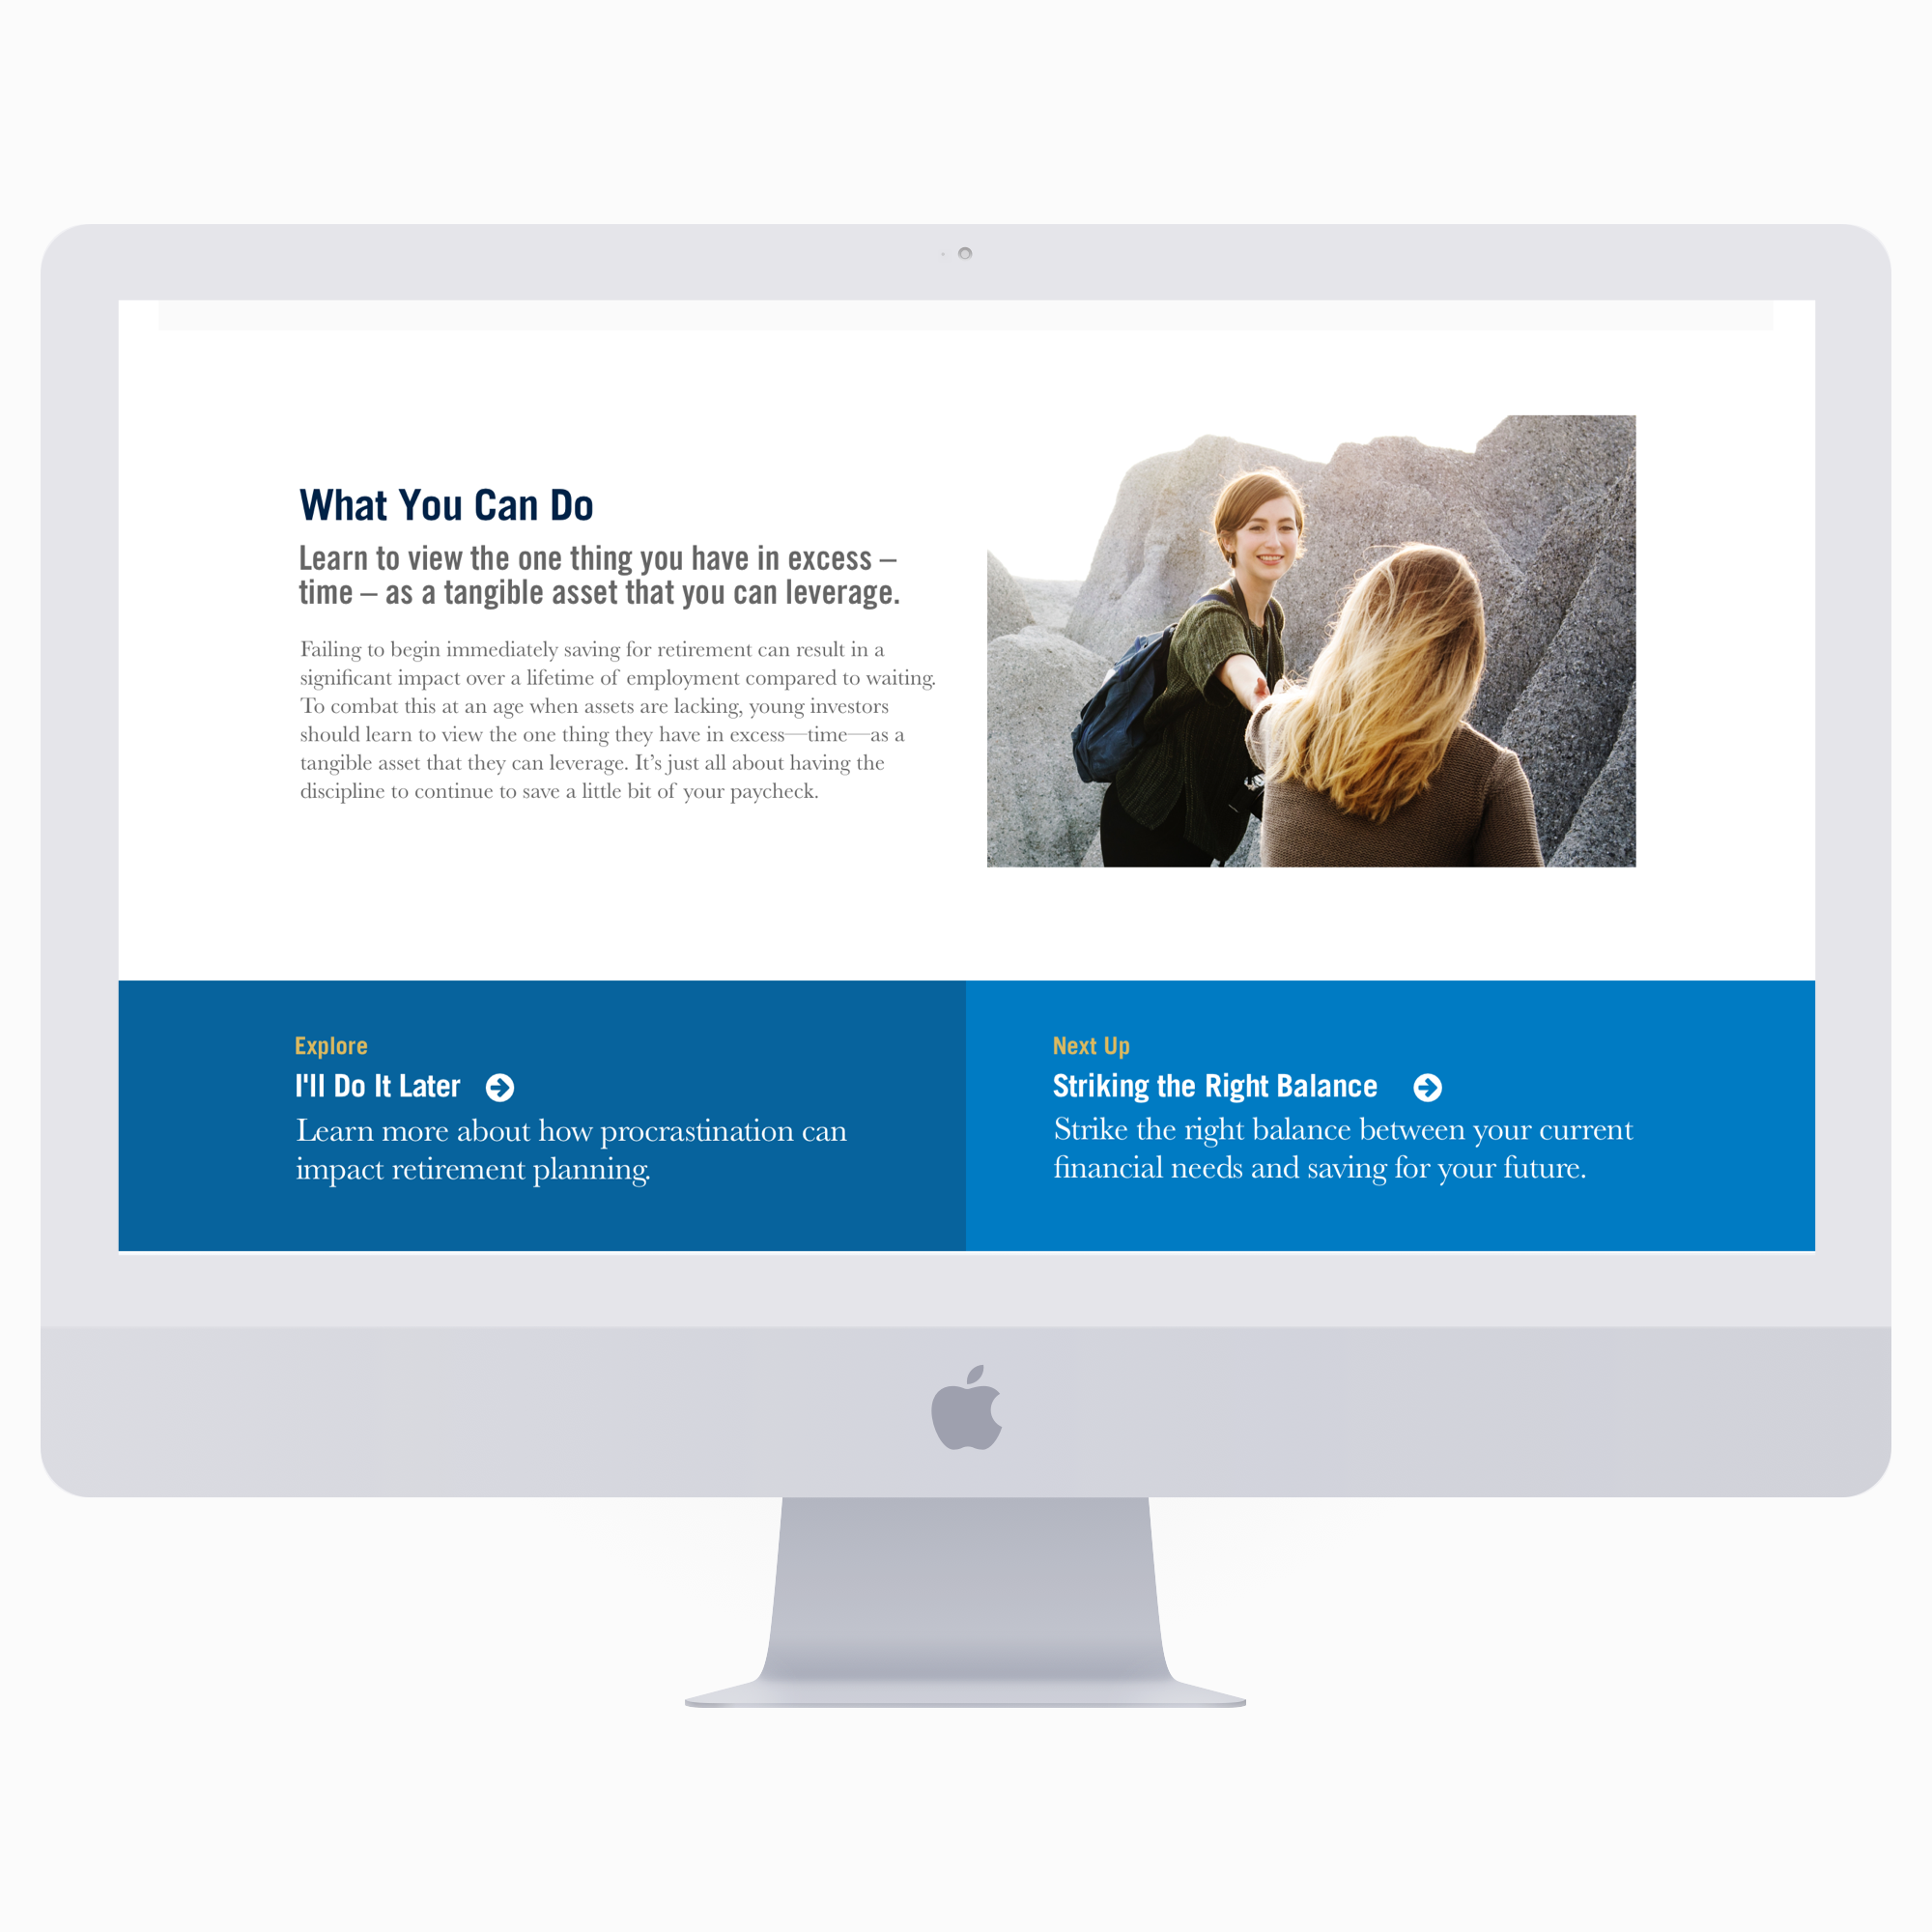 What You Can Do
Learn to view the one thing you have in excess –
time – as a tangible asset that you can leverage.
Failing to begin immediately saving for retirement can result in a
significant impact over a lifetime of employment compared to waiting.
To combat this at an age when assets are lacking, young investors
should learn to view the one thing they have in excess—time—as a
tangible asset that they can leverage. It’s just all about having the
discipline to continue to save a little bit of your paycheck.
Explore
I'll Do It Later
Learn more about how procrastination can
impact retirement planning.
Next Up
Striking the Right Balance
Strike the right balance between your current
financial needs and saving for your future.